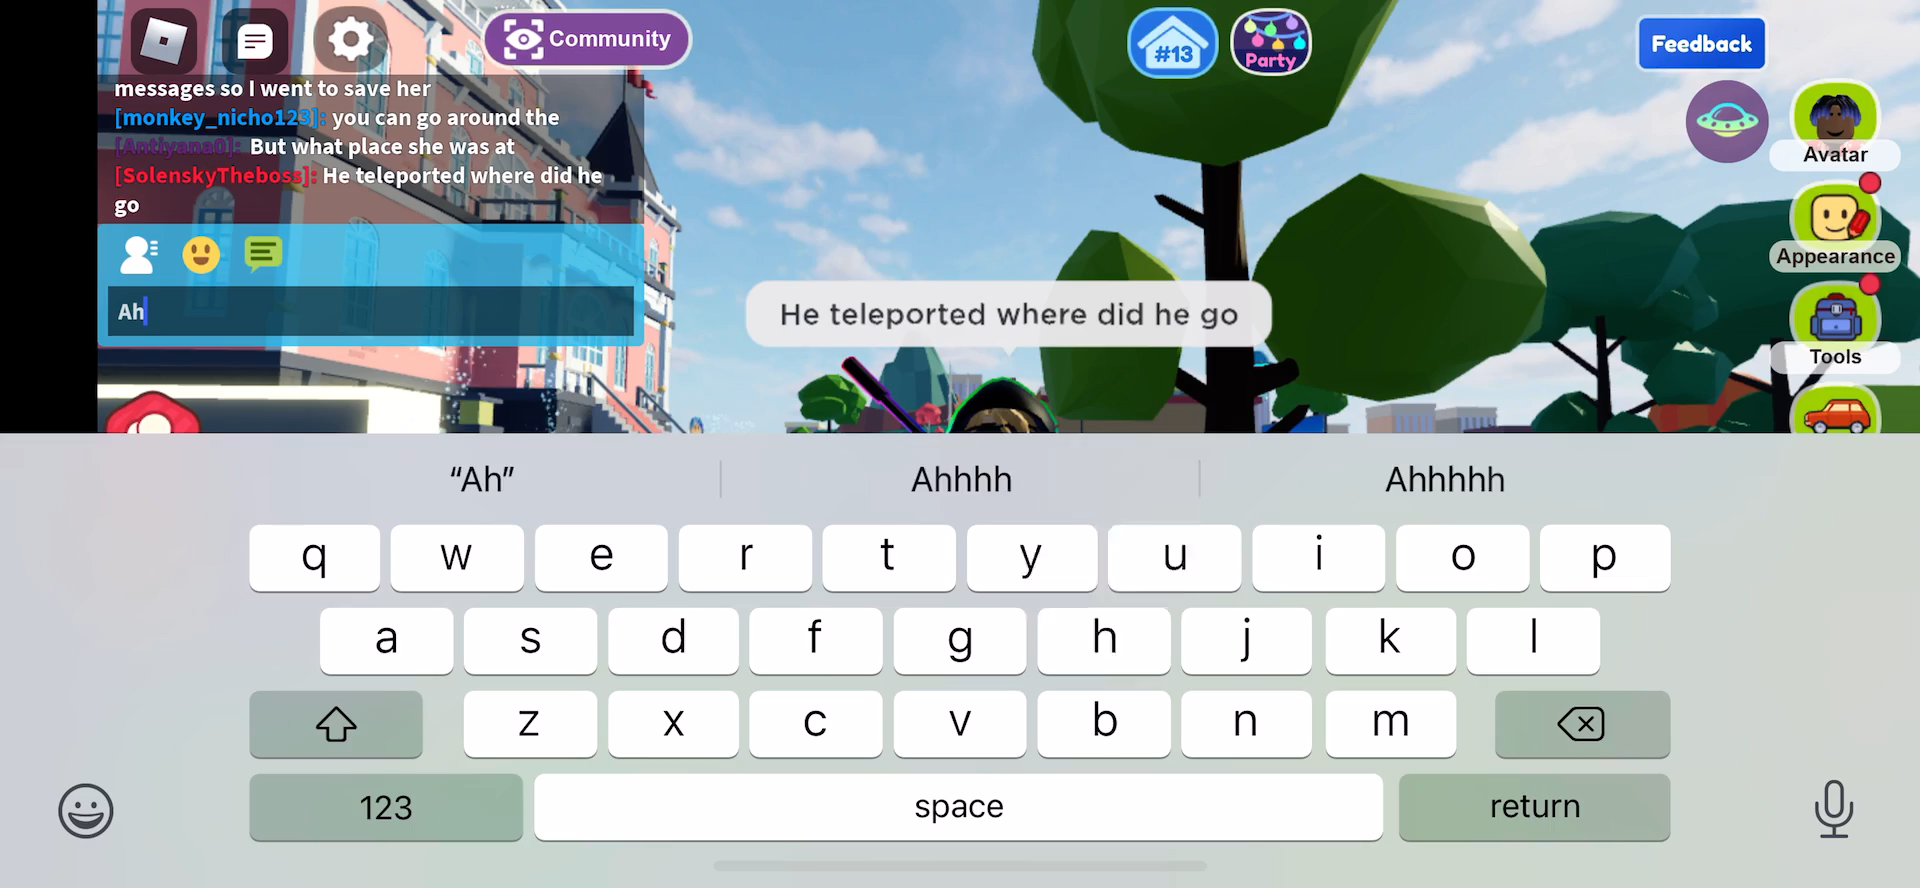 Community
#13
Party
Feedback
messages so I went to save her
[monkey_nicho123]: you can go around the
[Antiyana0]: But what place she was at
[SolenskyTheboss]: He teleported where did he
go
Avatar
Appearance
Ah
He teleported where did he go
Tools
“Ah” Ahhhh Ahhhhh
q w e r t y u i o p
a s d f g h j k l
z x c v b n m
123 space return